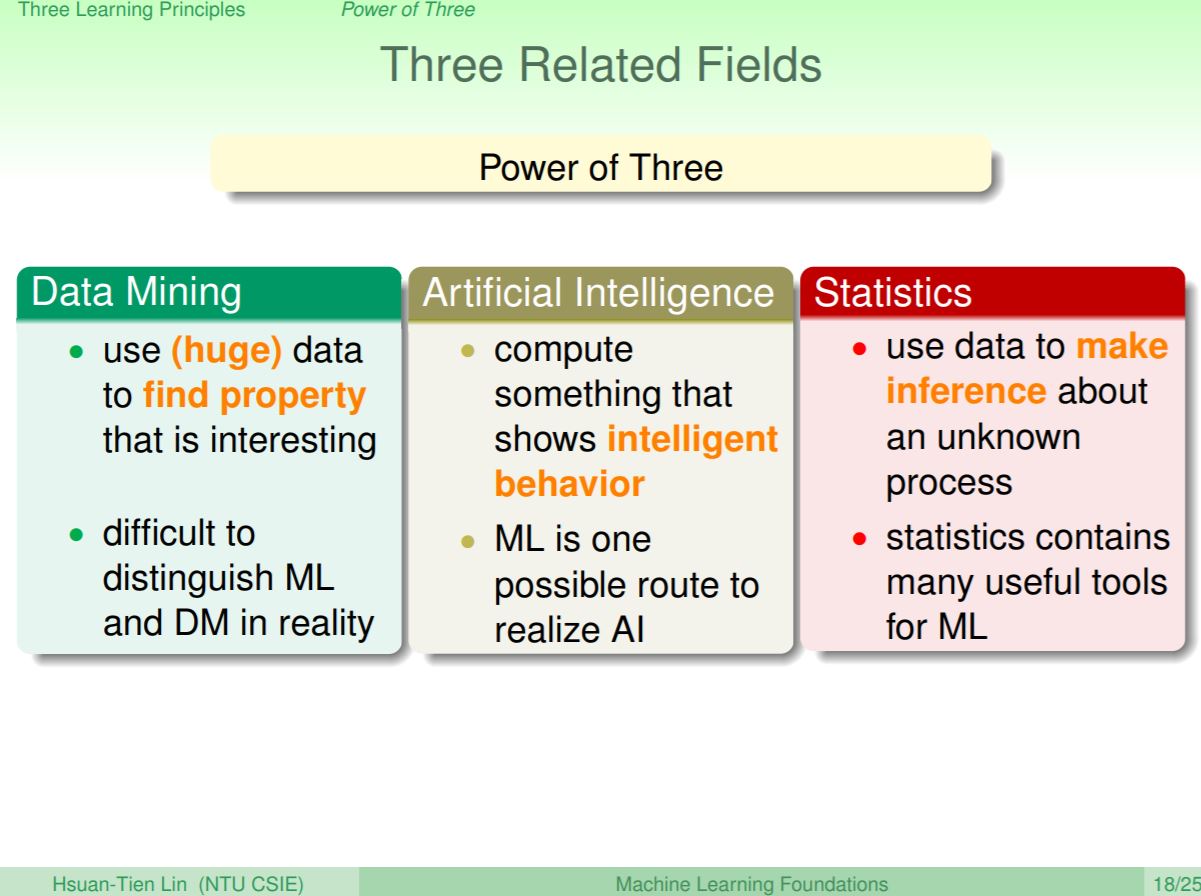 Three Learning Principles Power of Three
Three Related Fields
Power of Three
Data Mining
• use (huge) data
to find property
that is interesting
• difficult to
distinguish ML
and DM in reality
Artificial Intelligence
• compute
something that
shows intelligent
behavior
• ML is one
possible route to
realize AI
Statistics
• use data to make
inference about
an unknown
process
• statistics contains
many useful tools
for ML
Hsuan-Tien Lin (NTU CSIE) Machine Learning Foundations 18/25